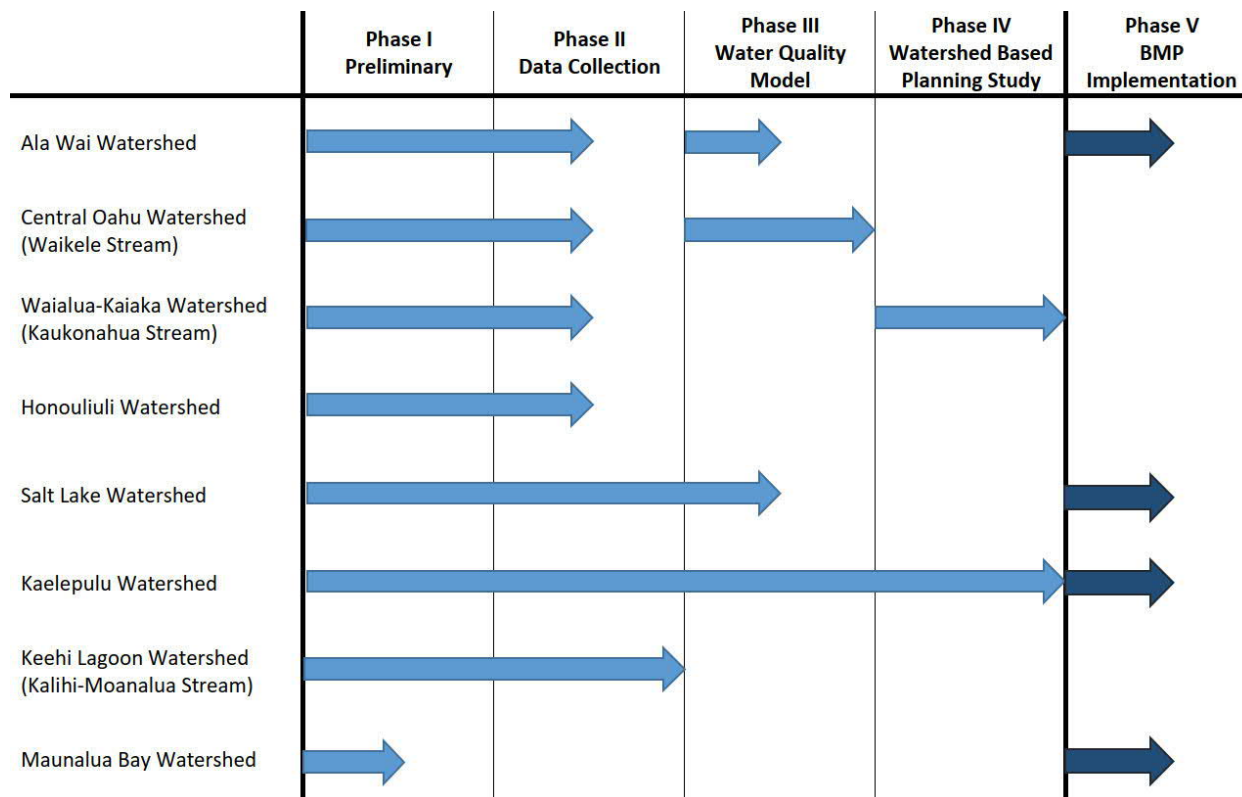 Phase I
Preliminary
Phase II
Data Collection
Phase III
Water Quality
Model
Phase IV
Watershed Based
Planning Study
Phase V
BMP
Implementation
Ala Wai Watershed
Central Oahu Watershed
(Waikele Stream)
Waialua-Kaiaka Watershed
(Kaukonahua Stream)
Honouliuli Watershed
Salt Lake Watershed
Kaelepulu Watershed
Keehi Lagoon Watershed
(Kalihi-Moanalua Stream)
Maunalua Bay Watershed